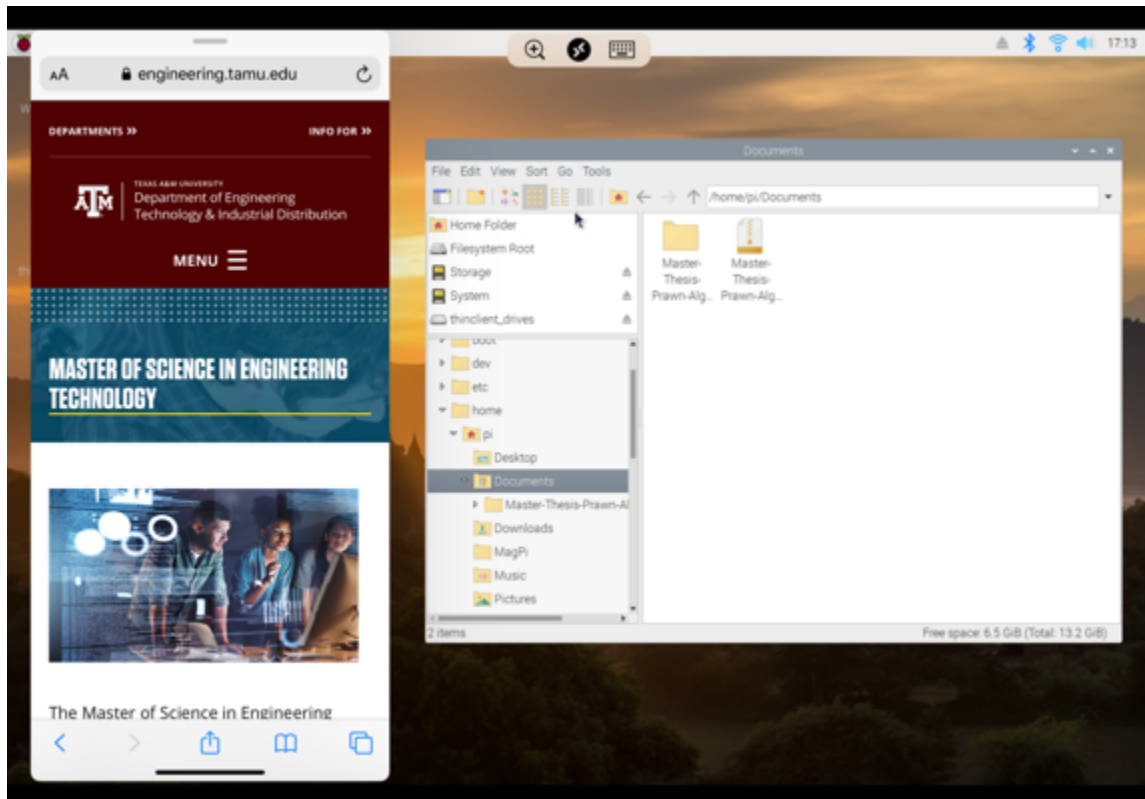 17:13
AA engineering.tamu.edu
DEPARTMENTS >>
INFO FOR >>
ATM
TEXAS A&M UNIVERSITY
Department of Engineering
Technology & Industrial Distribution
MENU
MASTER OF SCIENCE IN ENGINEERING
TECHNOLOGY
The Master of Science in Engineering
Documents
File Edit View Sort Go Tools
/home/pi/Documents
Home Folder
Filesystem Root
Storage
System
thinclient_drives
boot
dev
etc
home
pi
Desktop
Documents
Master-Thesis-Prawn-Al
Downloads
MagPi
Music
Pictures
Master-
Thesis-
Prawn-Alg...
Master-
Thesis-
Prawn-Alg...
2 items
Free space: 6.5 GiB (Total: 13.2 GiB)